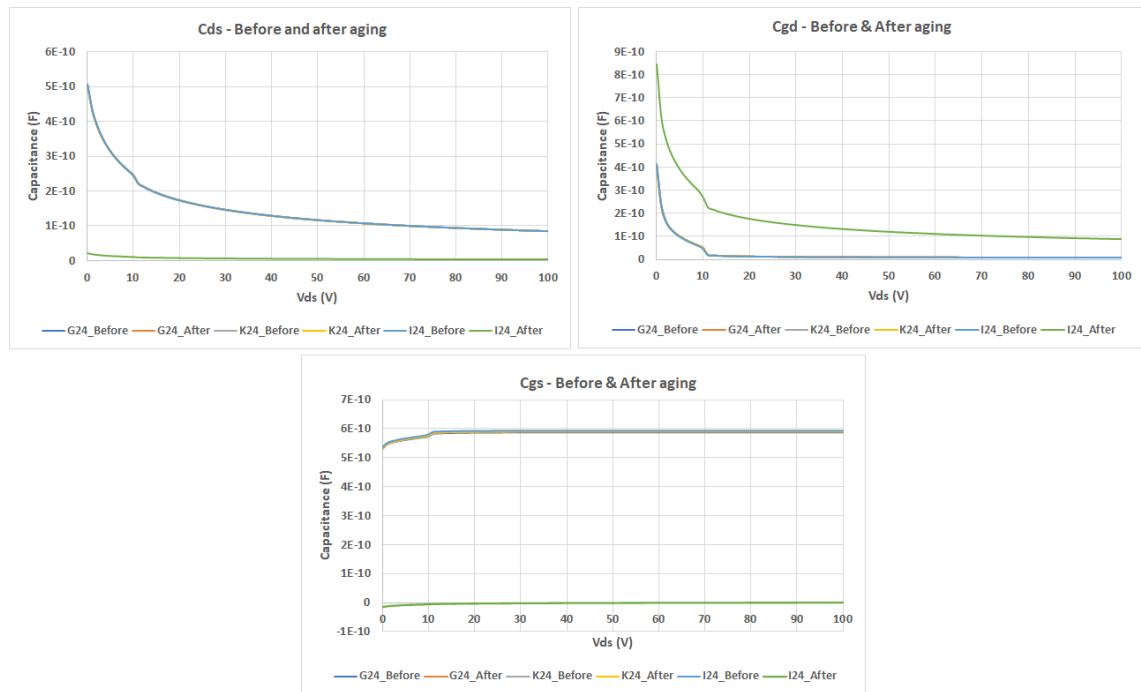 Cds - Before and after aging
Capacitance (F)
6E-10
5E-10
4E-10
3E-10
2E-10
1E-10
0
0 10 20 30 40 50 60 70 80 90 100
Vds (V)
G24_Before G24_After K24_Before K24_After I24_Before I24_After
Cgd - Before & After aging
Capacitance (F)
9E-10
8E-10
7E-10
6E-10
5E-10
4E-10
3E-10
2E-10
1E-10
0
0 10 20 30 40 50 60 70 80 90 100
Vds (V)
G24_Before G24_After K24_Before K24_After I24_Before I24_After
Cgs - Before & After aging
Capacitance (F)
7E-10
6E-10
5E-10
4E-10
3E-10
2E-10
1E-10
0
-1E-10
0 10 20 30 40 50 60 70 80 90 100
Vds (V)
G24_Before G24_After K24_Before K24_After I24_Before I24_After